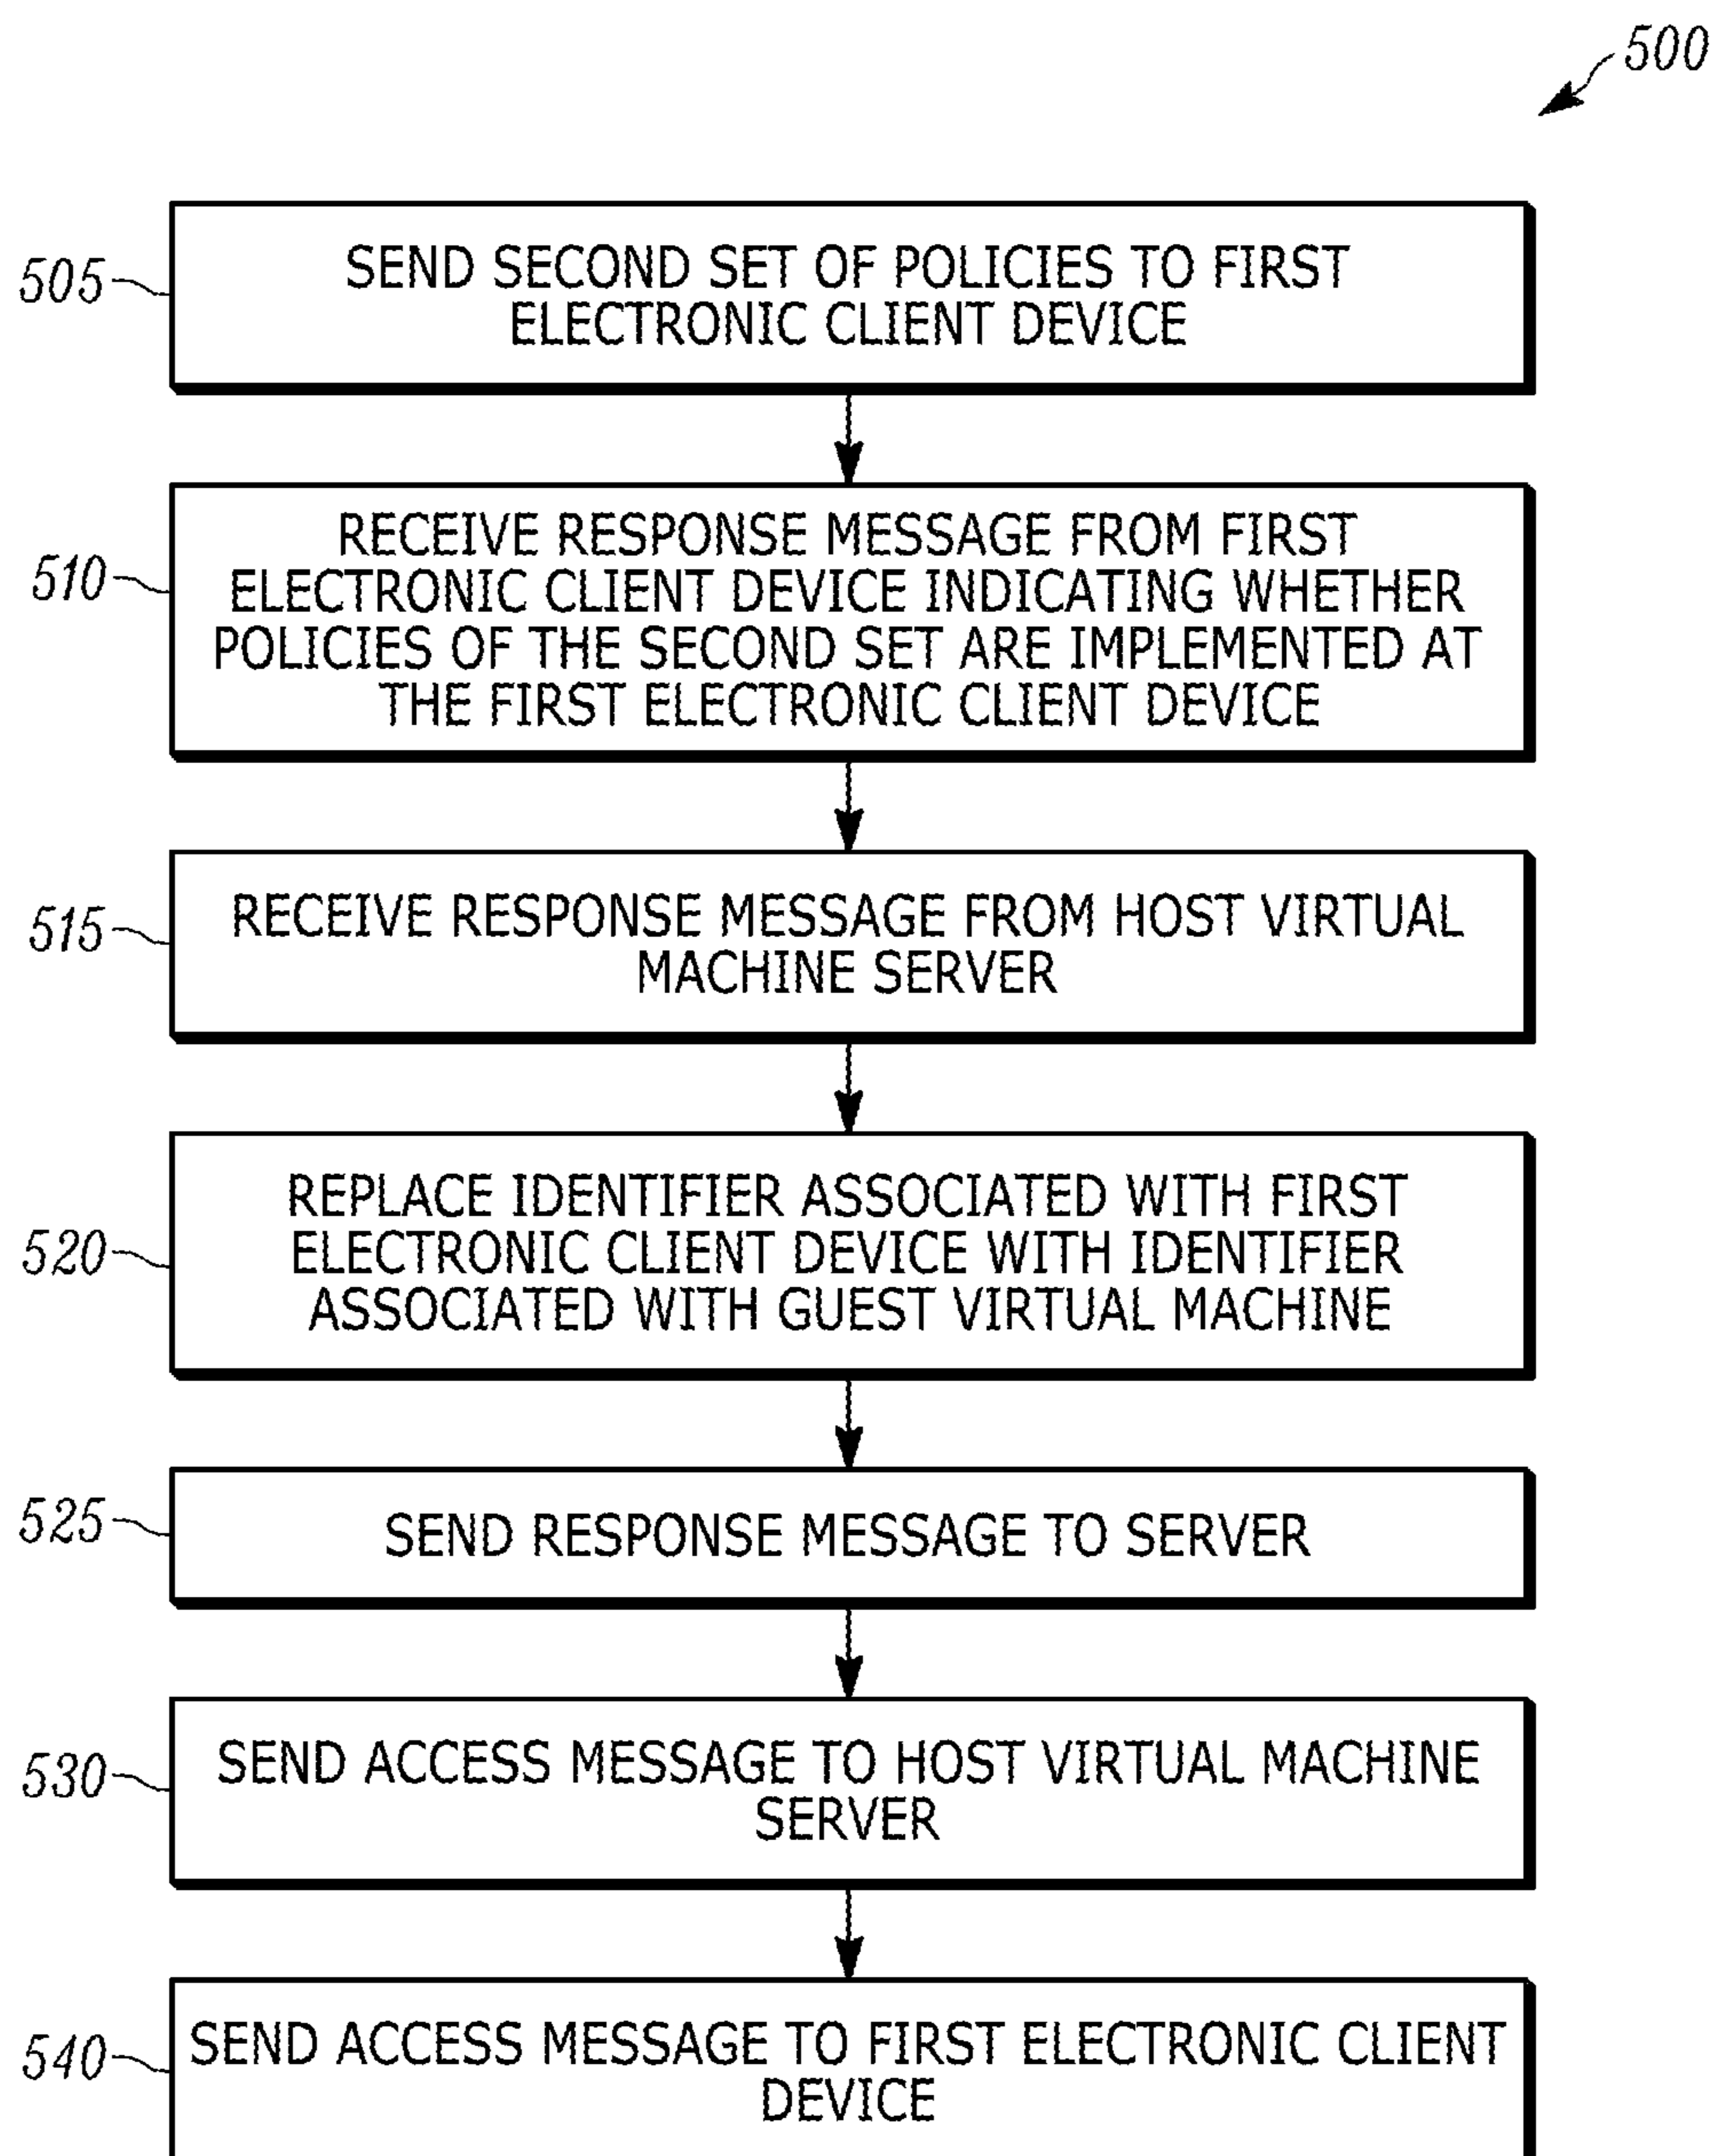 500
505
SEND SECOND SET OF POLICIES TO FIRST
ELECTRONIC CLIENT DEVICE
510
RECEIVE RESPONSE MESSAGE FROM FIRST
ELECTRONIC CLIENT DEVICE INDICATING WHETHER
POLICIES OF THE SECOND SET ARE IMPLEMENTED AT
THE FIRST ELECTRONIC CLIENT DEVICE
515
RECEIVE RESPONSE MESSAGE FROM HOST VIRTUAL
MACHINE SERVER
520
REPLACE IDENTIFIER ASSOCIATED WITH FIRST
ELECTRONIC CLIENT DEVICE WITH IDENTIFIER
ASSOCIATED WITH GUEST VIRTUAL MACHINE
525
SEND RESPONSE MESSAGE TO SERVER
530
SEND ACCESS MESSAGE TO HOST VIRTUAL MACHINE
SERVER
540
SEND ACCESS MESSAGE TO FIRST ELECTRONIC CLIENT
DEVICE